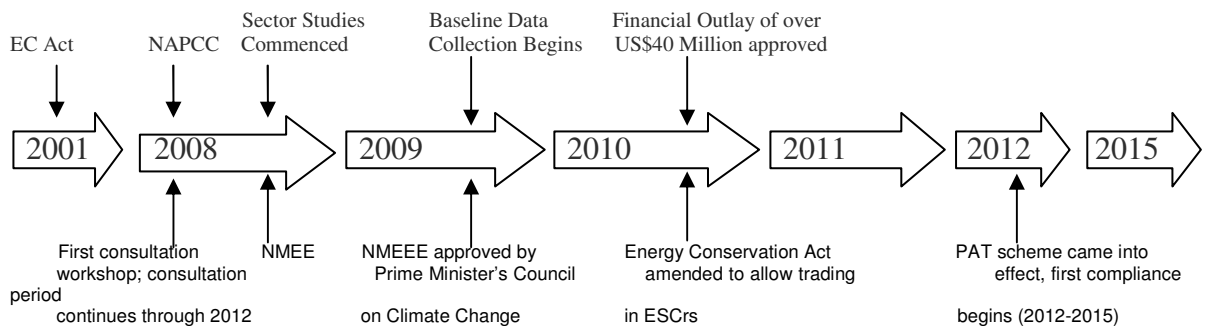 Sector Studies
Baseline Data
Financial Outlay of over
EC Act
NAPCC
Commenced
Collection Begins
US$40 Million approved
2001
2008
2009
2010
2011
2012
2015
First consultation
workshop; consultation
period
continues through 2012
NMEE
NMEEE approved by
Prime Minister's Council
on Climate Change
Energy Conservation Act
amended to allow trading
in ESCrs
PAT scheme came into
effect, first compliance
begins (2012-2015)